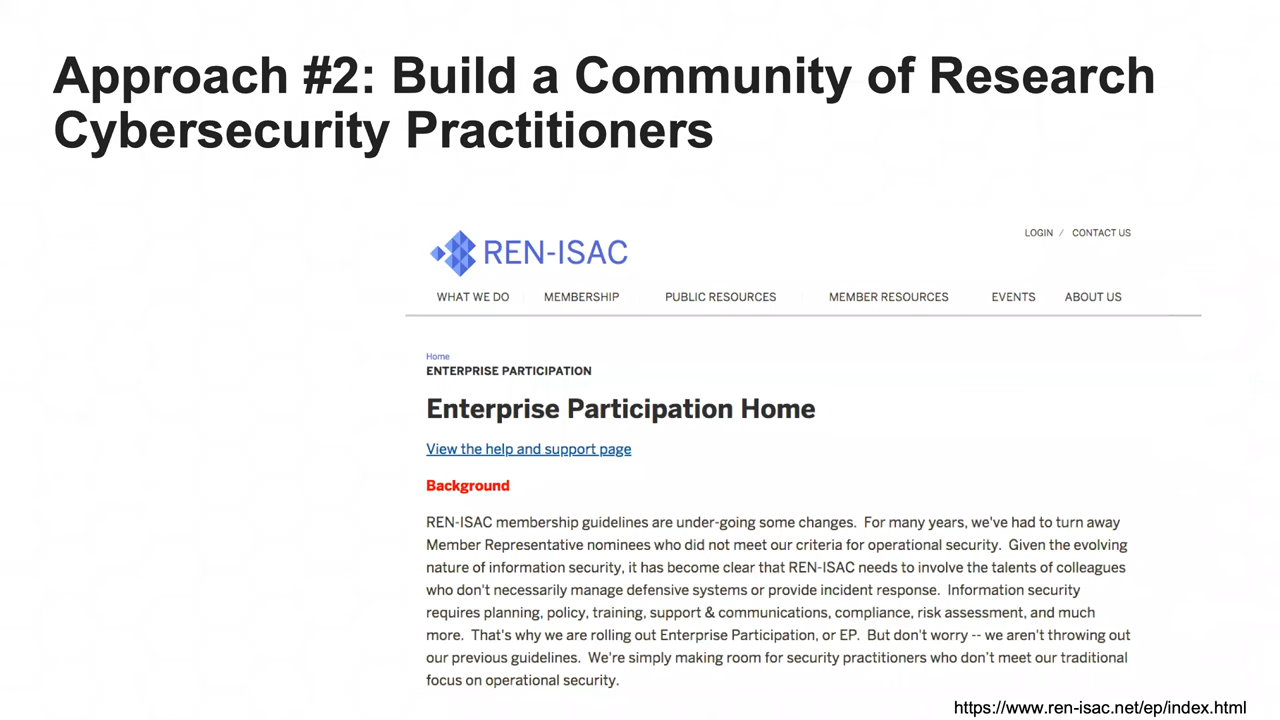 Approach #2: Build a Community of Research
Cybersecurity Practitioners
REN-ISAC
LOGIN / CONTACT US
WHAT WE DO MEMBERSHIP PUBLIC RESOURCES MEMBER RESOURCES EVENTS ABOUT US
Home
ENTERPRISE PARTICIPATION
Enterprise Participation Home
View the help and support page
Background
REN-ISAC membership guidelines are under-going some changes. For many years, we've had to turn away
Member Representative nominees who did not meet our criteria for operational security. Given the evolving
nature of information security, it has become clear that REN-ISAC needs to involve the talents of colleagues
who don't necessarily manage defensive systems or provide incident response. Information security
requires planning, policy, training, support & communications, compliance, risk assessment, and much
more. That's why we are rolling out Enterprise Participation, or EP. But don't worry -- we aren't throwing out
our previous guidelines. We're simply making room for security practitioners who don't meet our traditional
focus on operational security.
https://www.ren-isac.net/ep/index.html